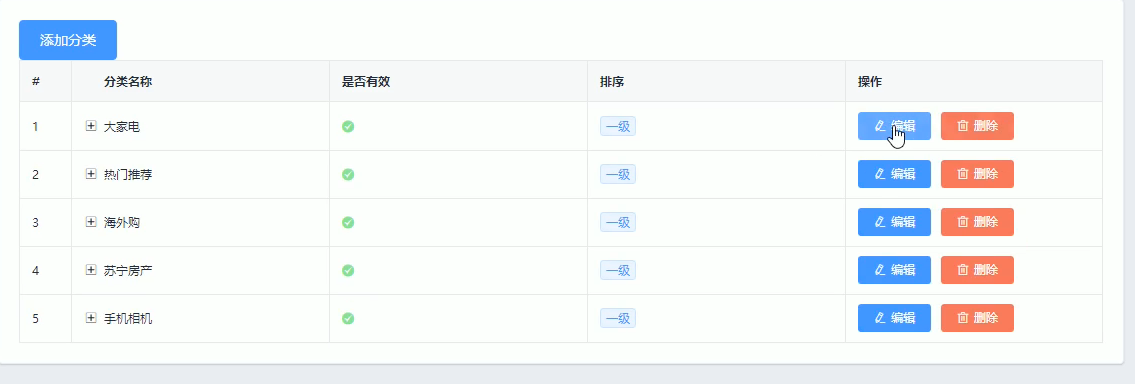 添加分类
# 分类名称 是否有效 排序 操作
1 大家电 一级 编辑 删除
2 热门推荐 一级 编辑 删除
3 海外购 一级 编辑 删除
4 苏宁房产 一级 编辑 删除
5 手机相机 一级 编辑 删除